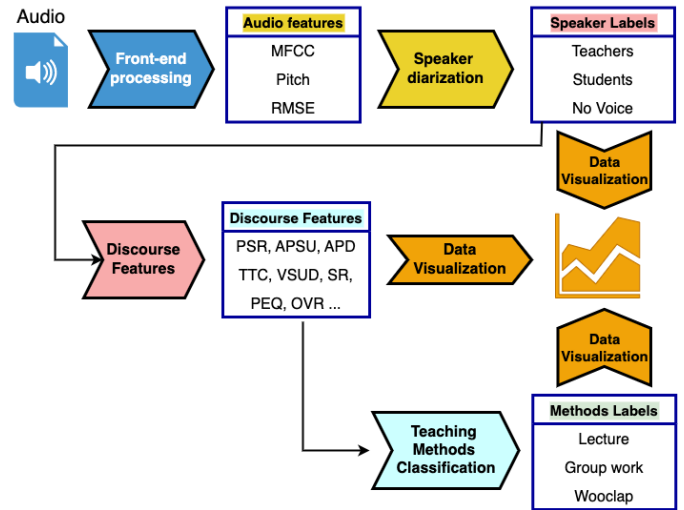 Audio
Front-end
processing
Audio features
MFCC
Pitch
RMSE
Speaker
diarization
Speaker Labels
Teachers
Students
No Voice
Data
Visualization
Discourse
Features
Discourse Features
PSR, APSU, APD
TTC, VSUD, SR,
PEQ, OVR ...
Data
Visualization
Data
Visualization
Teaching
Methods
Classification
Methods Labels
Lecture
Group work
Wooclap